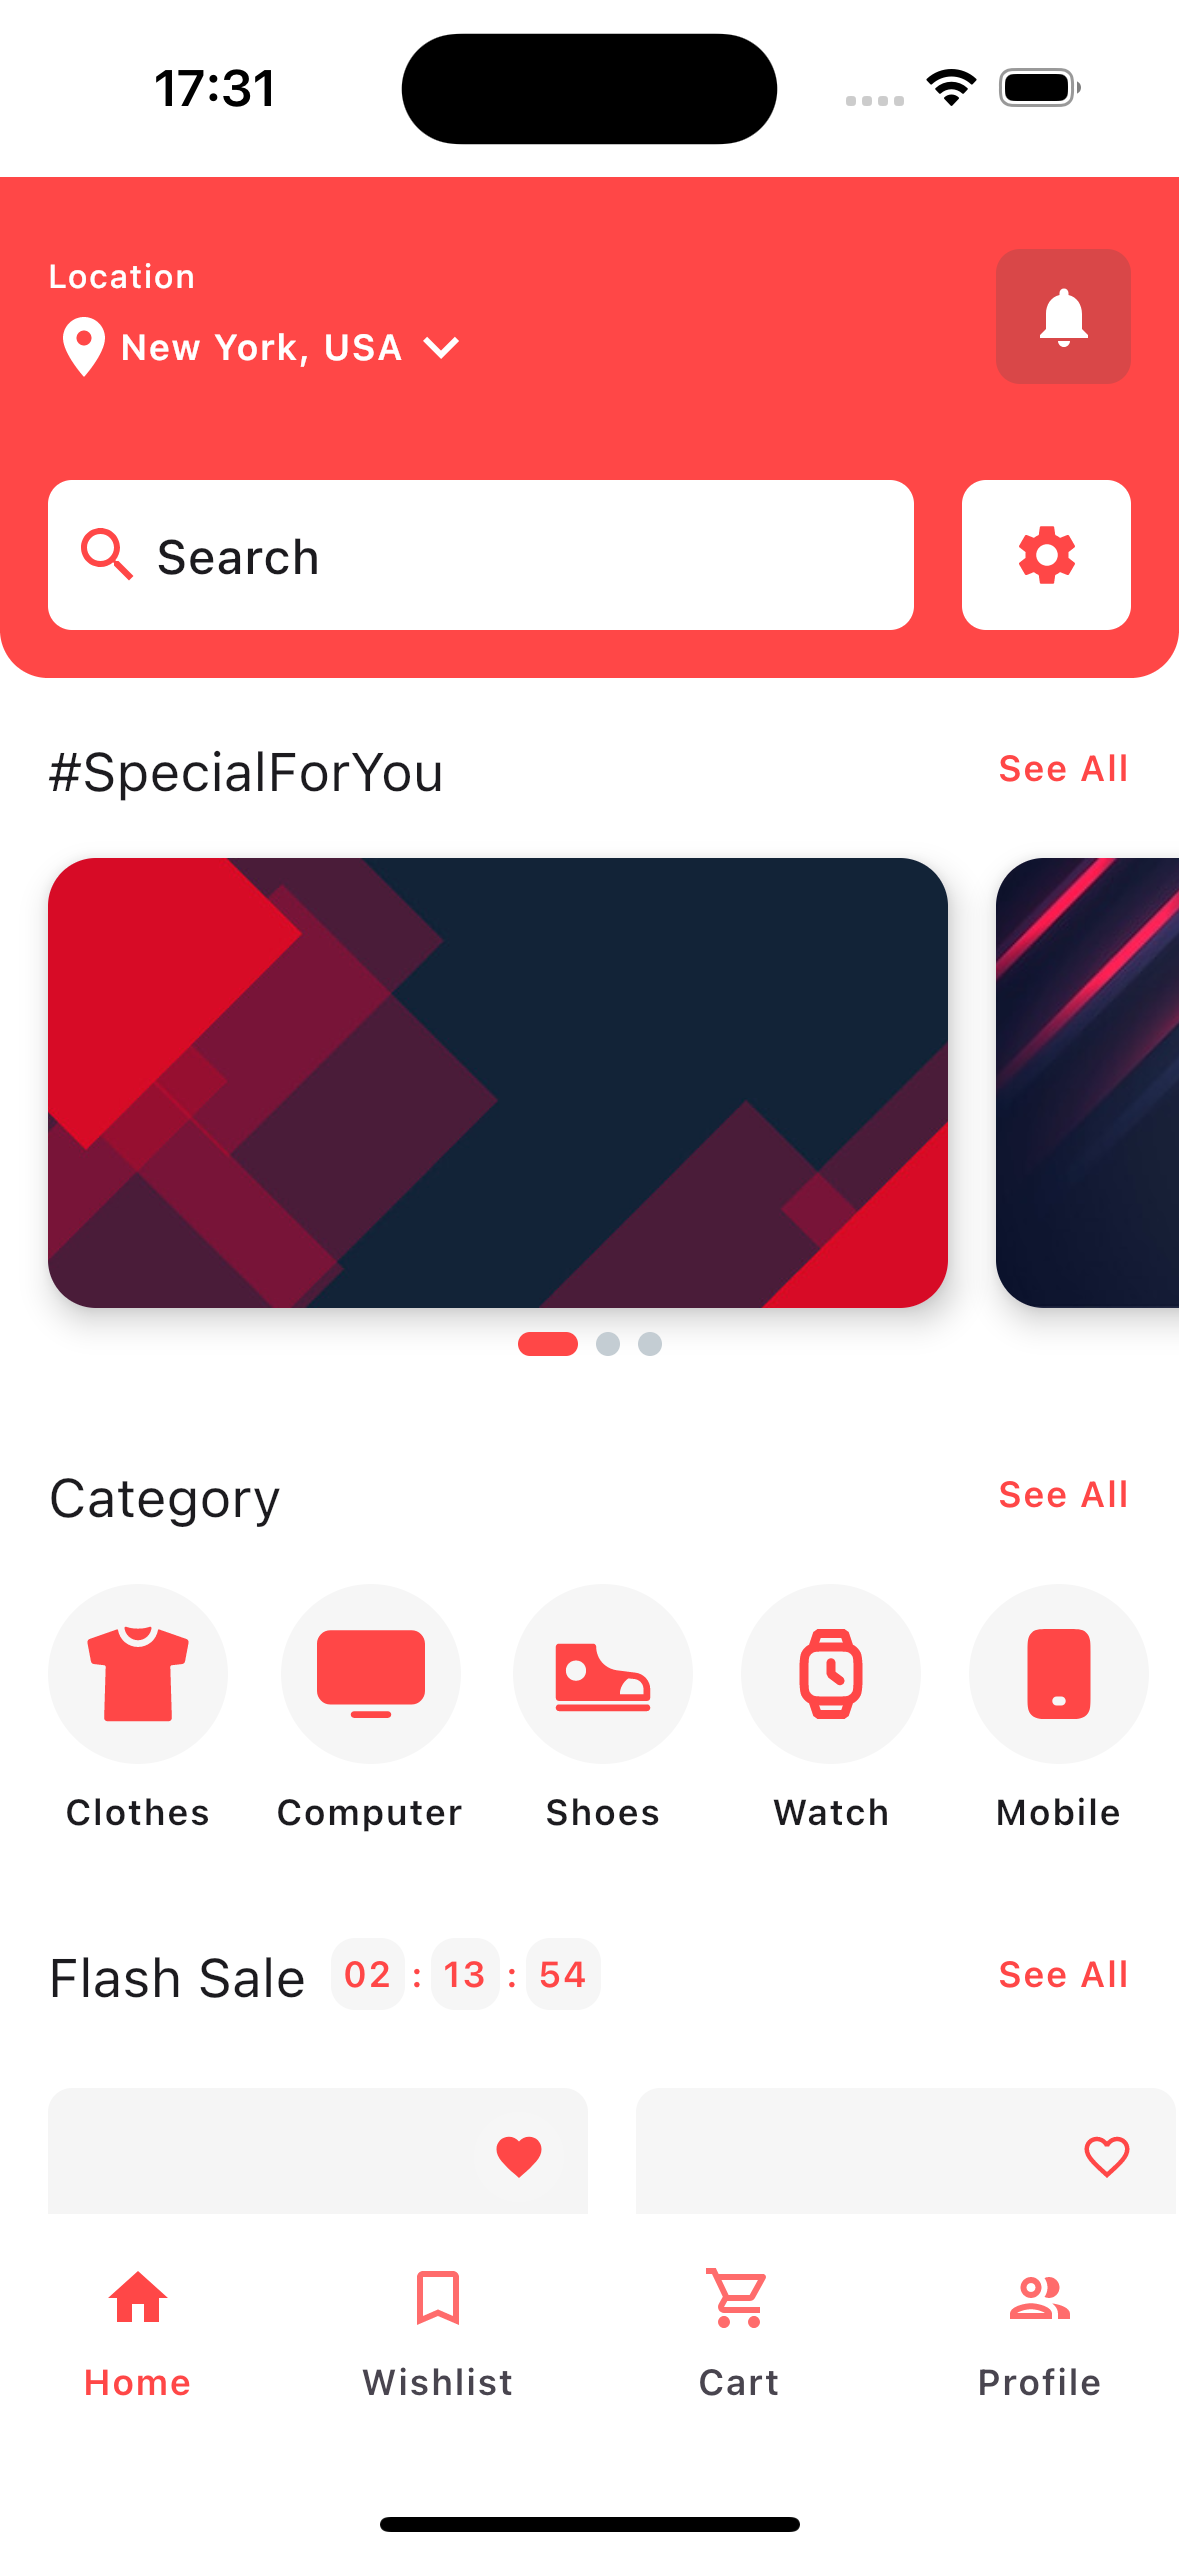 17:31
Location
New York, USA
Search
#SpecialForYou See All
Category See All
Clothes Computer Shoes Watch Mobile
Flash Sale 02 : 13 : 54 See All
Home Wishlist Cart Profile